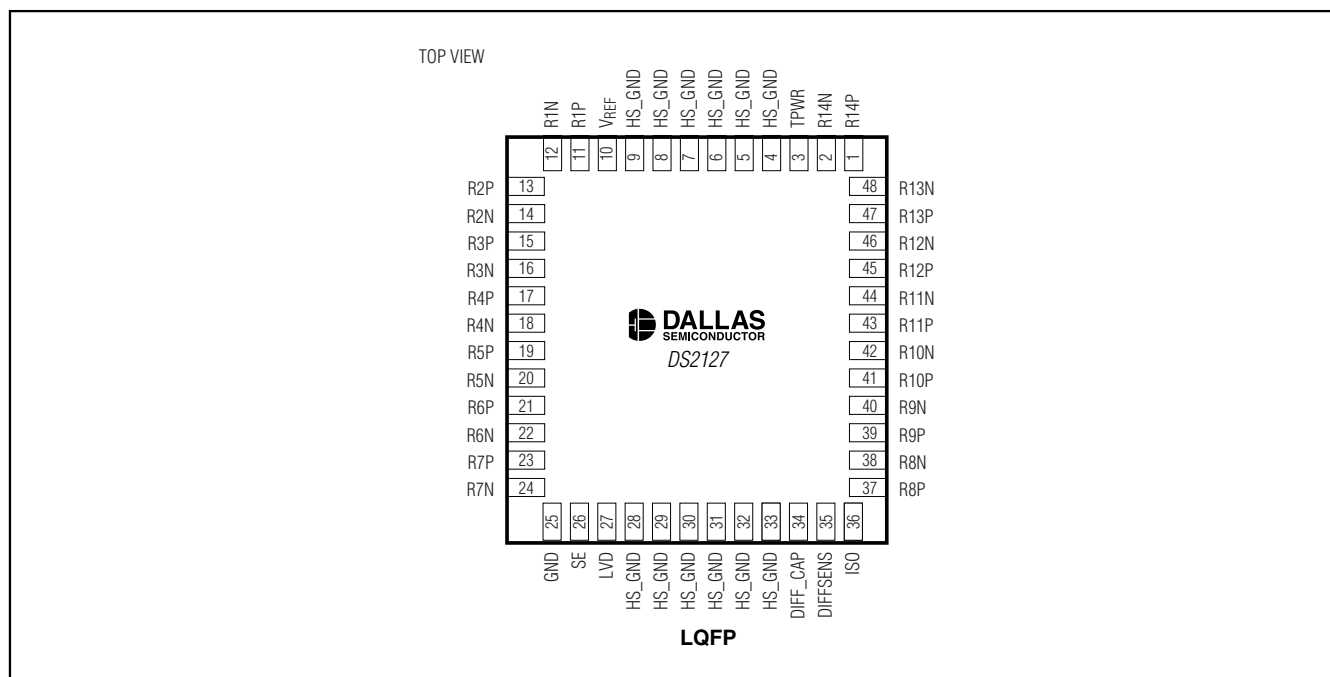 TOP VIEW
R1N R1P VREF HS_GND HS_GND HS_GND HS_GND HS_GND HS_GND TPWR R14N R14P
12 11 10 9 8 7 6 5 4 3 2 1
R2P 13 48 R13N
R2N 14 47 R13P
R3P 15 46 R12N
R3N 16 45 R12P
R4P 17 44 R11N
R4N 18 43 R11P
R5P 19 42 R10N
R5N 20 41 R10P
R6P 21 40 R9N
R6N 22 39 R9P
R7P 23 38 R8N
R7N 24 37 R8P
DALLAS
SEMICONDUCTOR
DS2127
25 26 27 28 29 30 31 32 33 34 35 36
GND SE LVD HS_GND HS_GND HS_GND HS_GND HS_GND HS_GND DIFF_CAP DIFFSENS ISO
LQFP